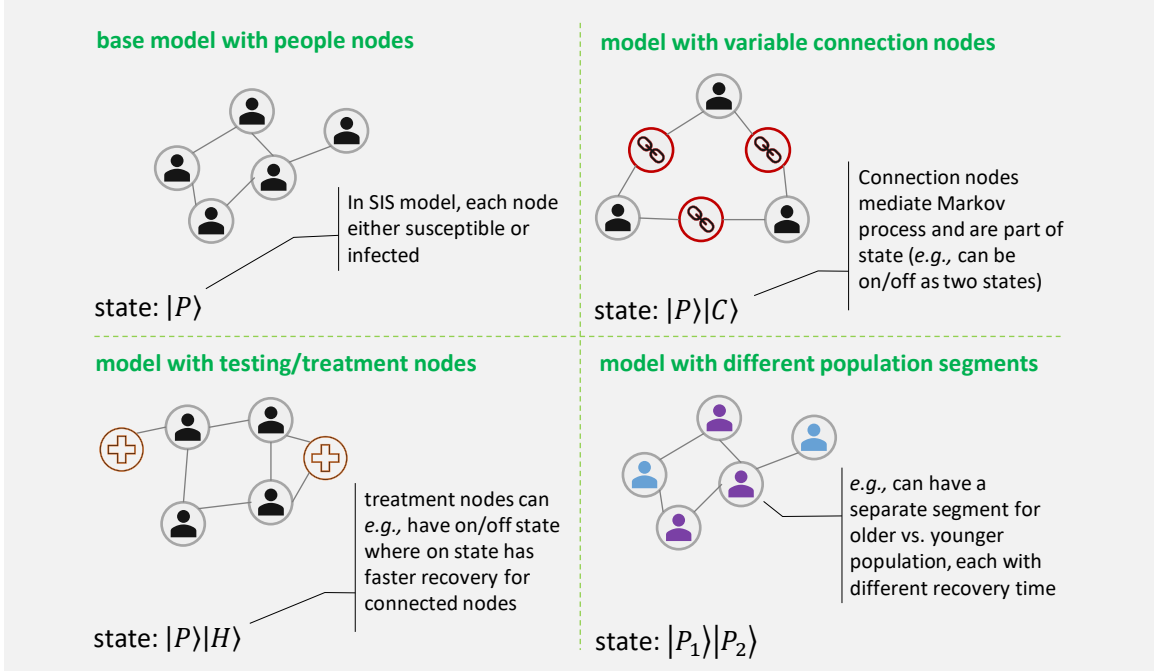 base model with people nodes
In SIS model, each node
either susceptible or
infected
state: |P⟩
model with variable connection nodes
Connection nodes
mediate Markov
process and are part of
state (e.g., can be
on/off as two states)
state: |P⟩|C⟩
model with testing/treatment nodes
treatment nodes can
e.g., have on/off state
where on state has
faster recovery for
connected nodes
state: |P⟩|H⟩
model with different population segments
e.g., can have a
separate segment for
older vs. younger
population, each with
different recovery time
state: |P₁⟩|P₂⟩